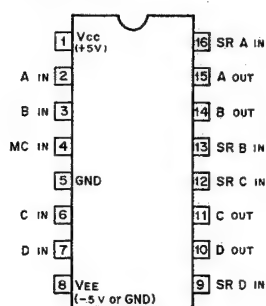 1 VCC (+5V) 16 SR A IN
A IN 2 15 A OUT
B IN 3 14 B OUT
MC IN 4 13 SR B IN
5 GND 12 SR C IN
C IN 6 11 C OUT
D IN 7 10 D OUT
8 VEE (-5V or GND) 9 SR D IN